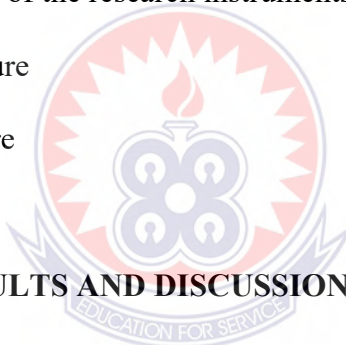 of the research instruments
ure
re
ULTS AND DISCUSSION
EDUCATION FOR SERVICE